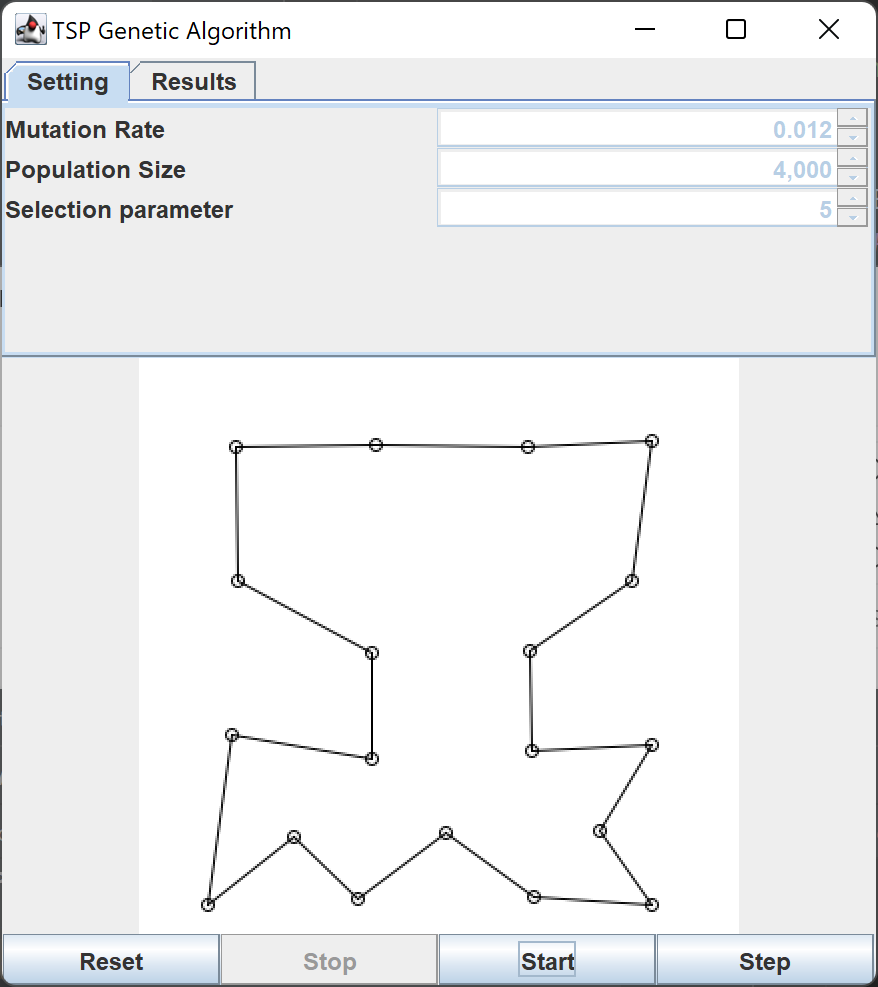 TSP Genetic Algorithm
Setting Results
Mutation Rate 0.012
Population Size 4,000
Selection parameter 5
Reset Stop Start Step